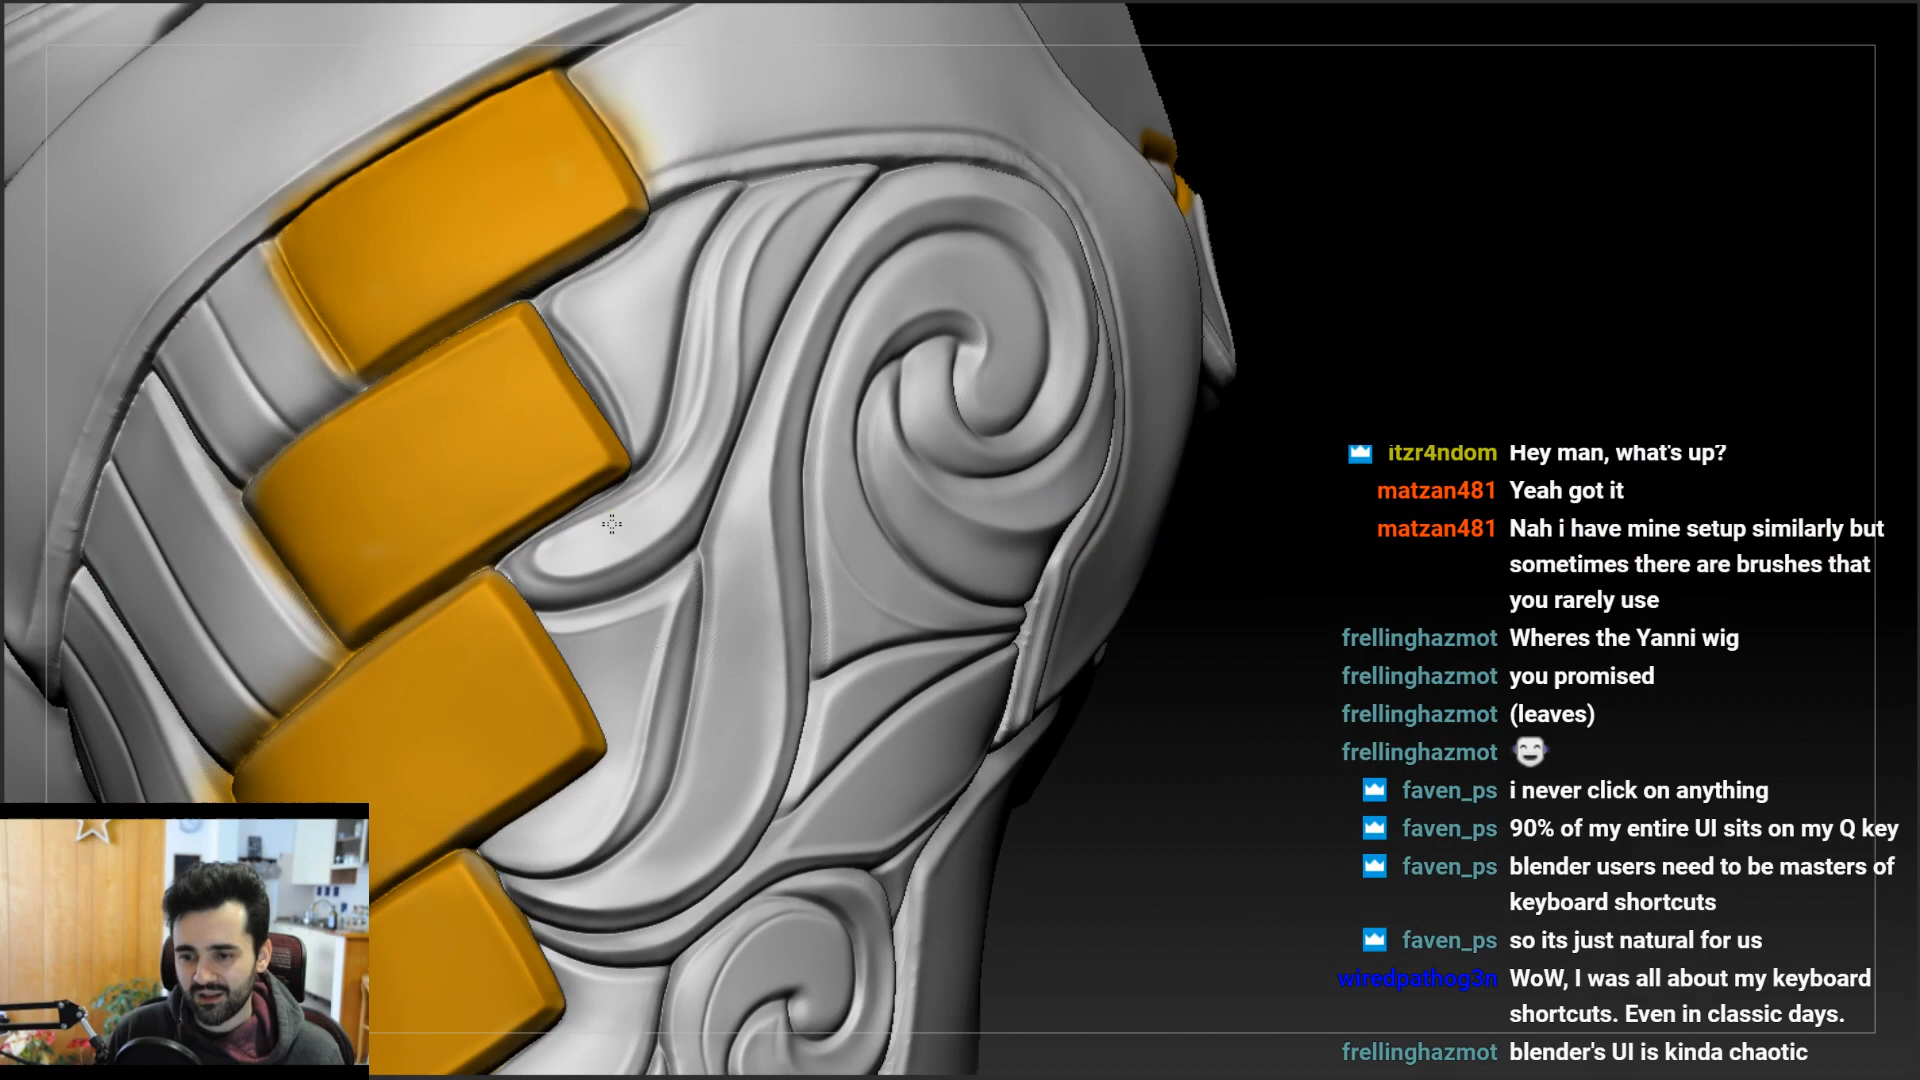 itzr4ndom Hey man, what's up?
matzan481 Yeah got it
matzan481 Nah i have mine setup similarly but
sometimes there are brushes that
you rarely use
frellinghazmot Wheres the Yanni wig
frellinghazmot you promised
frellinghazmot (leaves)
frellinghazmot
faven_ps i never click on anything
faven_ps 90% of my entire UI sits on my Q key
faven_ps blender users need to be masters of
keyboard shortcuts
faven_ps so its just natural for us
wiredpathog3n WoW, I was all about my keyboard
shortcuts. Even in classic days.
frellinghazmot blender's UI is kinda chaotic